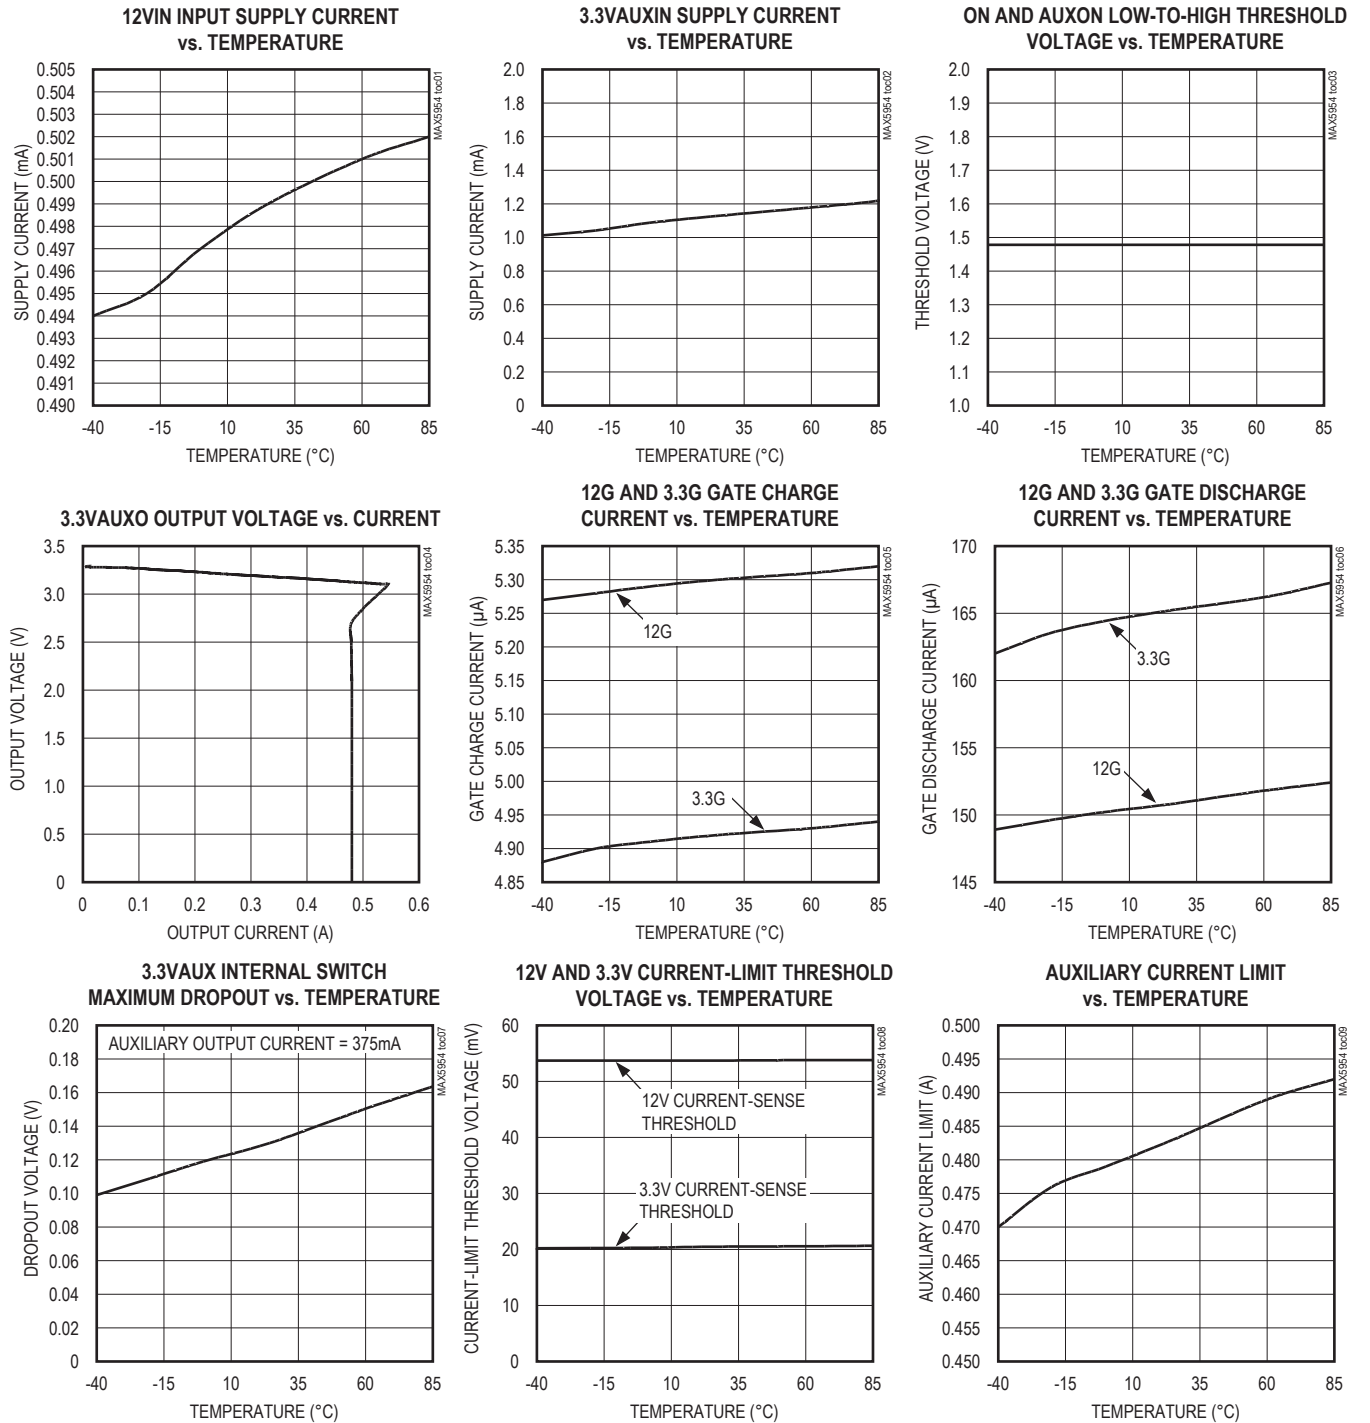 12VIN INPUT SUPPLY CURRENT
vs. TEMPERATURE
0.505
0.504
0.503
0.502
0.501
0.500
0.499
0.498
0.497
0.496
0.495
0.494
0.493
0.492
0.491
0.490
SUPPLY CURRENT (mA)
-40 -15 10 35 60 85
TEMPERATURE (°C)
MAX5954 toc01
3.3VAUXIN SUPPLY CURRENT
vs. TEMPERATURE
2.0
1.8
1.6
1.4
1.2
1.0
0.8
0.6
0.4
0.2
0
SUPPLY CURRENT (mA)
-40 -15 10 35 60 85
TEMPERATURE (°C)
MAX5954 toc02
ON AND AUXON LOW-TO-HIGH THRESHOLD
VOLTAGE vs. TEMPERATURE
2.0
1.9
1.8
1.7
1.6
1.5
1.4
1.3
1.2
1.1
1.0
THRESHOLD VOLTAGE (V)
-40 -15 10 35 60 85
TEMPERATURE (°C)
MAX5954 toc03
3.3VAUXO OUTPUT VOLTAGE vs. CURRENT
3.5
3.0
2.5
2.0
1.5
1.0
0.5
0
OUTPUT VOLTAGE (V)
0 0.1 0.2 0.3 0.4 0.5 0.6
OUTPUT CURRENT (A)
MAX5954 toc04
12G AND 3.3G GATE CHARGE
CURRENT vs. TEMPERATURE
5.35
5.30
5.25
5.20
5.15
5.10
5.05
5.00
4.95
4.90
4.85
GATE CHARGE CURRENT (µA)
12G
3.3G
-40 -15 10 35 60 85
TEMPERATURE (°C)
MAX5954 toc05
12G AND 3.3G GATE DISCHARGE
CURRENT vs. TEMPERATURE
170
165
160
155
150
145
GATE DISCHARGE CURRENT (µA)
3.3G
12G
-40 -15 10 35 60 85
TEMPERATURE (°C)
MAX5954 toc06
3.3VAUX INTERNAL SWITCH
MAXIMUM DROPOUT vs. TEMPERATURE
0.20
0.18
0.16
0.14
0.12
0.10
0.08
0.06
0.04
0.02
0
DROPOUT VOLTAGE (V)
AUXILIARY OUTPUT CURRENT = 375mA
-40 -15 10 35 60 85
TEMPERATURE (°C)
MAX5954 toc07
12V AND 3.3V CURRENT-LIMIT THRESHOLD
VOLTAGE vs. TEMPERATURE
60
50
40
30
20
10
0
CURRENT-LIMIT THRESHOLD VOLTAGE (mV)
12V CURRENT-SENSE
THRESHOLD
3.3V CURRENT-SENSE
THRESHOLD
-40 -15 10 35 60 85
TEMPERATURE (°C)
MAX5954 toc08
AUXILIARY CURRENT LIMIT
vs. TEMPERATURE
0.500
0.495
0.490
0.485
0.480
0.475
0.470
0.465
0.460
0.455
0.450
AUXILIARY CURRENT LIMIT (A)
-40 -15 10 35 60 85
TEMPERATURE (°C)
MAX5954 toc09